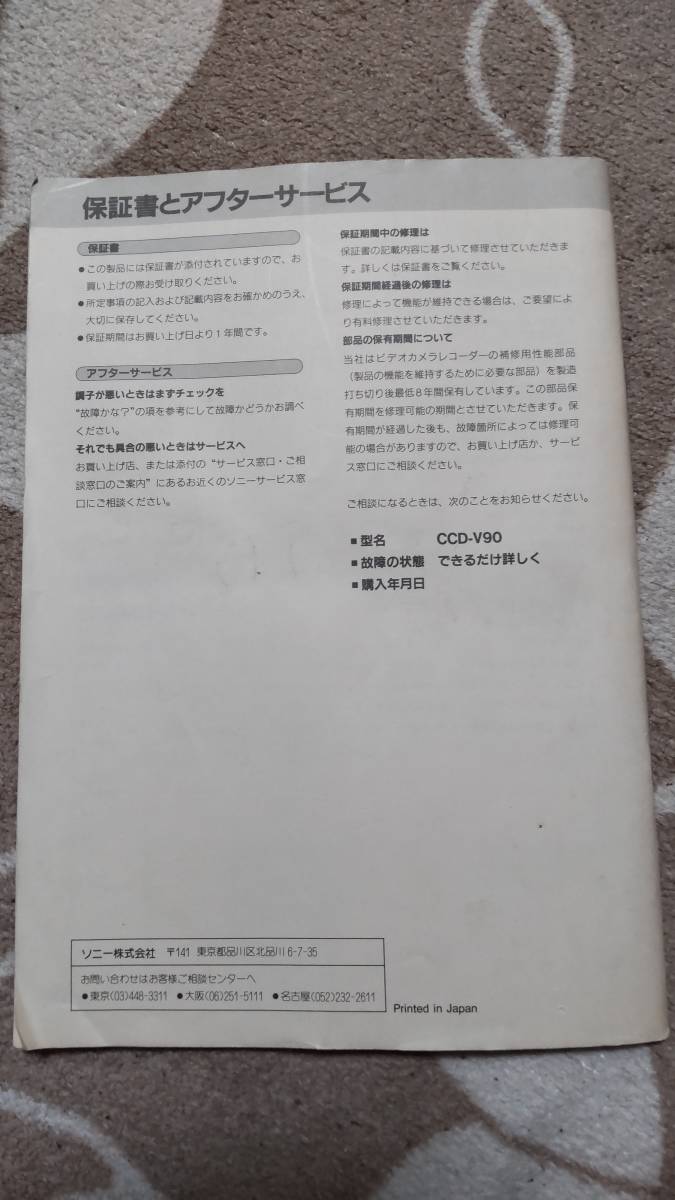 保証書とアフターサービス
保証書
●この製品には保証書が添付されていますので、お
買い上げの際お受け取りください。
●所定事項の記入および記載内容をお確かめのうえ、
大切に保存してください。
●保証期間はお買い上げ日より1年間です。
アフターサービス
調子が悪いときはまずチェックを
“故障かな？”の項を参考にして故障かどうかお調べ
ください。
それでも具合の悪いときはサービスへ
お買い上げ店、または添付の“サービス窓口・ご相
談窓口のご案内”にあるお近くのソニーサービス窓
口にご相談ください。
保証期間中の修理は
保証書の記載内容に基づいて修理させていただきま
す。詳しくは保証書をご覧ください。
保証期間経過後の修理は
修理によって機能が維持できる場合は、ご要望によ
り有料修理させていただきます。
部品の保有期間について
当社はビデオカメラレコーダーの補修用性能部品
（製品の機能を維持するために必要な部品）を製造
打ち切り後最低8年間保有しています。この部品保
有期間を修理可能の期間とさせていただきます。保
有期間が経過した後も、故障箇所によっては修理可
能の場合がありますので、お買い上げ店か、サービ
ス窓口にご相談ください。
ご相談になるときは、次のことをお知らせください。
■型名 CCD-V90
■故障の状態 できるだけ詳しく
■購入年月日
ソニー株式会社 〒141 東京都品川区北品川6-7-35
お問い合わせはお客様ご相談センターへ
●東京(03)448-3311 ●大阪(06)251-5111 ●名古屋(052)232-2611
Printed in Japan